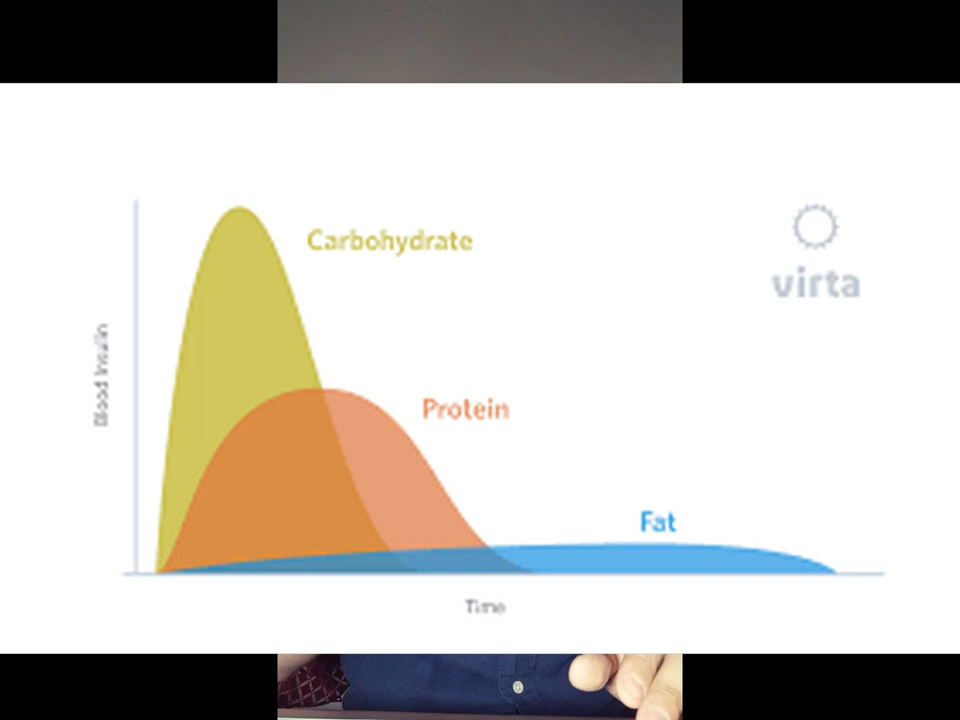 Carbohydrate
virta
Blood Insulin
Protein
Fat
Time